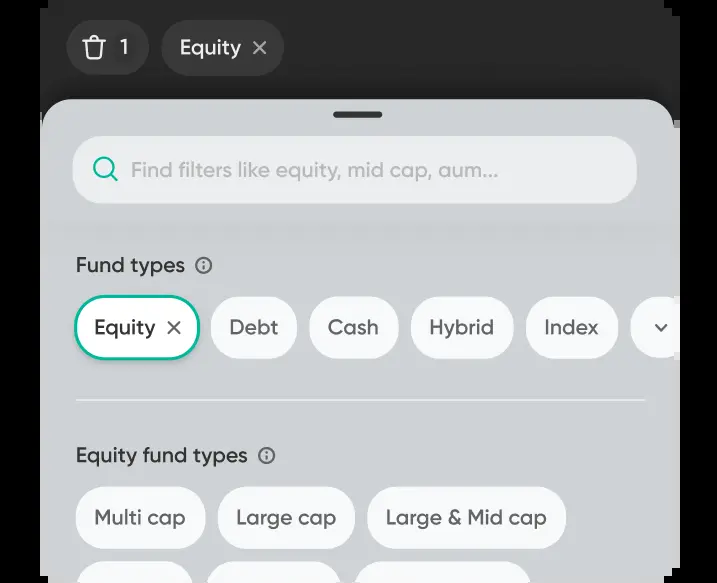 1 Equity
Find filters like equity, mid cap, aum...
Fund types
Equity Debt Cash Hybrid Index
Equity fund types
Multi cap Large cap Large & Mid cap